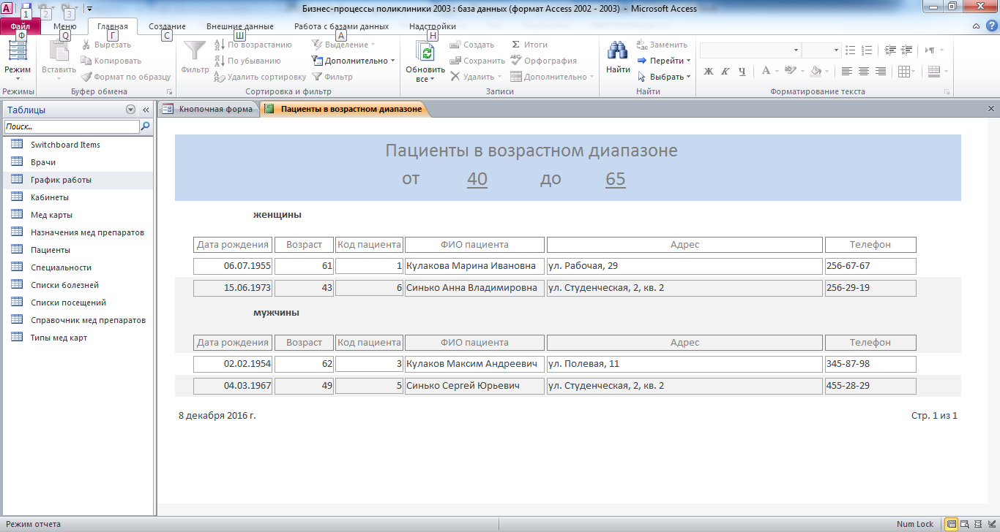 Бизнес-процессы поликлиники 2003 : база данных (формат Access 2002 - 2003) - Microsoft Access
1 2 3
Файл Меню Главная Создание Внешние данные Работа с базами данных Надстройки
Ф Q Г С Ш А Н
Режим
Режимы
Вставить
Вырезать
Копировать
Формат по образцу
Буфер обмена
Фильтр
По возрастанию
По убыванию
Удалить сортировку
Выделение
Дополнительно
Фильтр
Сортировка и фильтр
Обновить
все
Создать
Сохранить
Удалить
Итоги
Орфография
Дополнительно
Записи
Найти
Заменить
Перейти
Выбрать
Найти
Ж К Ч А
Форматирование текста
Таблицы
Поиск...
Switchboard Items
Врачи
График работы
Кабинеты
Мед карты
Назначения мед препаратов
Пациенты
Специальности
Списки болезней
Списки посещений
Справочник мед препаратов
Типы мед карт
Кнопочная форма Пациенты в возрастном диапазоне
Пациенты в возрастном диапазоне
от 40 до 65
женщины
Дата рождения Возраст Код пациента ФИО пациента Адрес Телефон
06.07.1955 61 1 Кулакова Марина Ивановна ул. Рабочая, 29 256-67-67
15.06.1973 43 6 Синько Анна Владимировна ул. Студенческая, 2, кв. 2 256-29-19
мужчины
Дата рождения Возраст Код пациента ФИО пациента Адрес Телефон
02.02.1954 62 3 Кулаков Максим Андреевич ул. Полевая, 11 345-87-98
04.03.1967 49 5 Синько Сергей Юрьевич ул. Студенческая, 2, кв. 2 455-28-29
8 декабря 2016 г. Стр. 1 из 1
Режим отчета Num Lock